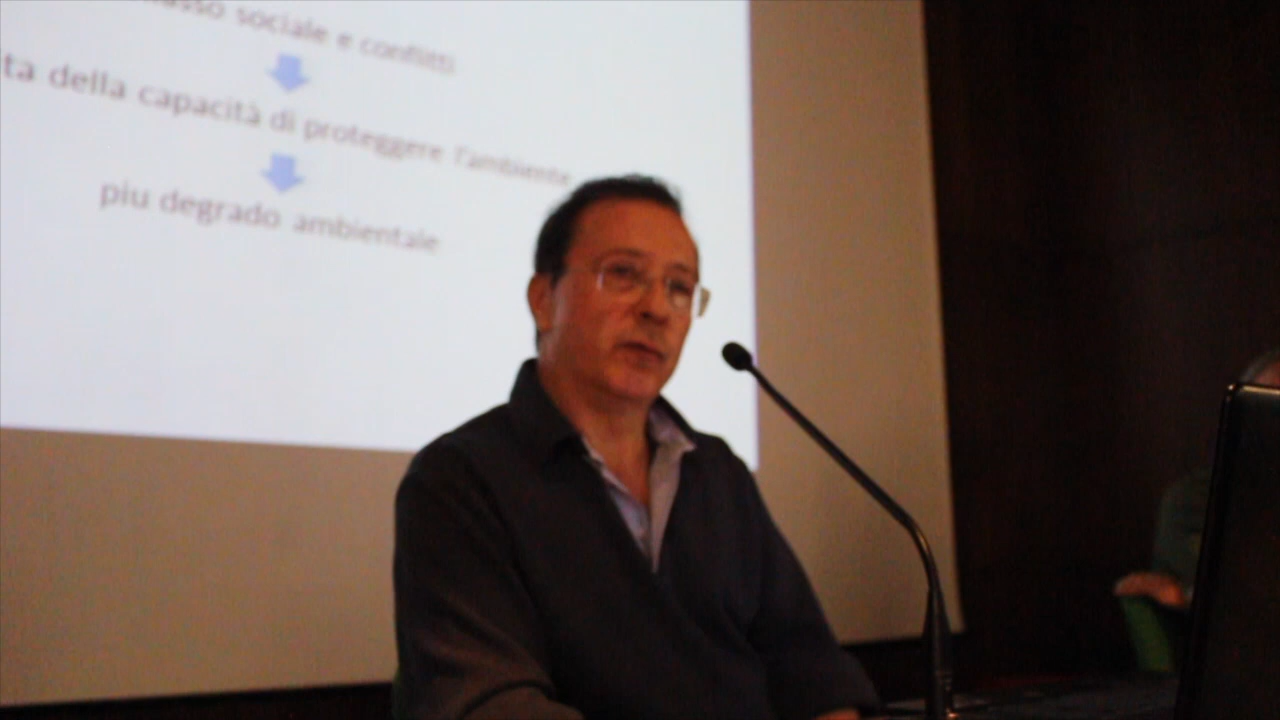 sociale e conflitti
della capacità di proteggere l'ambiente
piu degrado ambientale